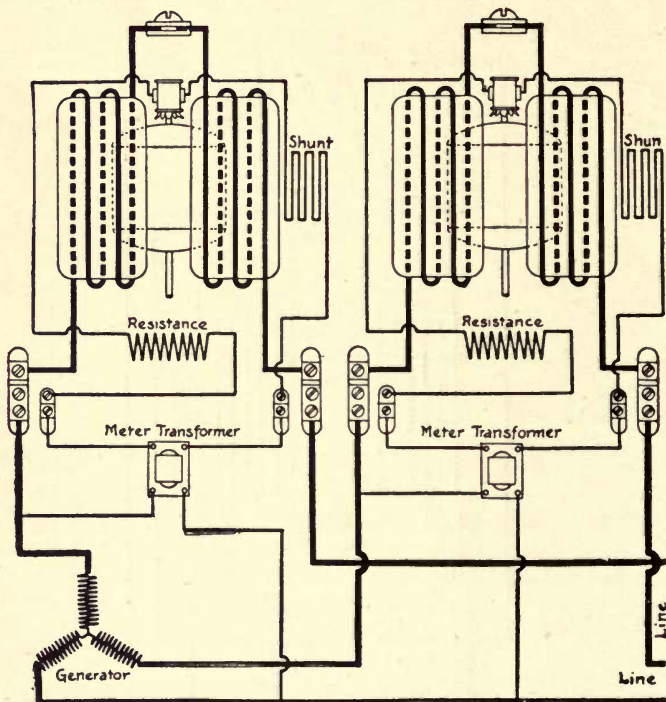 Shunt
Shun
Resistance
Resistance
Meter Transformer
Meter Transformer
Line
Line
Generator